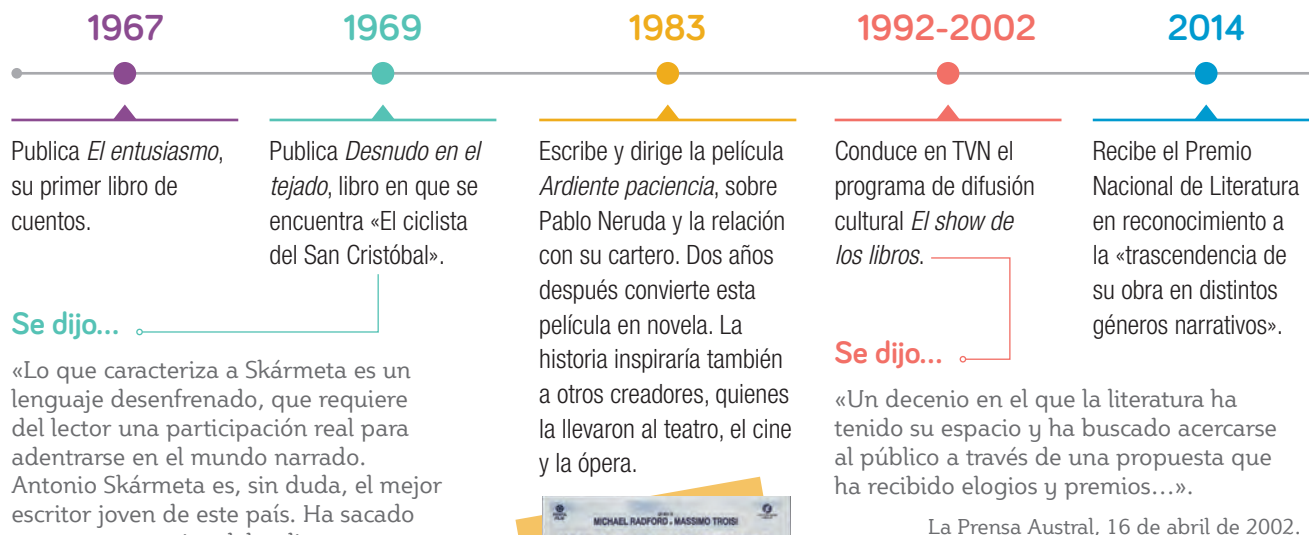 1967
Publica El entusiasmo,
su primer libro de
cuentos.
1969
Publica Desnudo en el
tejado, libro en que se
encuentra «El ciclista
del San Cristóbal».
Se dijo...
«Lo que caracteriza a Skármeta es un
lenguaje desenfrenado, que requiere
del lector una participación real para
adentrarse en el mundo narrado.
Antonio Skármeta es, sin duda, el mejor
escritor joven de este país. Ha sacado
1983
Escribe y dirige la película
Ardiente paciencia, sobre
Pablo Neruda y la relación
con su cartero. Dos años
después convierte esta
película en novela. La
historia inspiraría también
a otros creadores, quienes
la llevaron al teatro, el cine
y la ópera.
MICHAEL RADFORD - MASSIMO TROISI
1992-2002
Conduce en TVN el
programa de difusión
cultural El show de
los libros.
Se dijo...
«Un decenio en el que la literatura ha
tenido su espacio y ha buscado acercarse
al público a través de una propuesta que
ha recibido elogios y premios...».
La Prensa Austral, 16 de abril de 2002.
2014
Recibe el Premio
Nacional de Literatura
en reconocimiento a
la «trascendencia de
su obra en distintos
géneros narrativos».